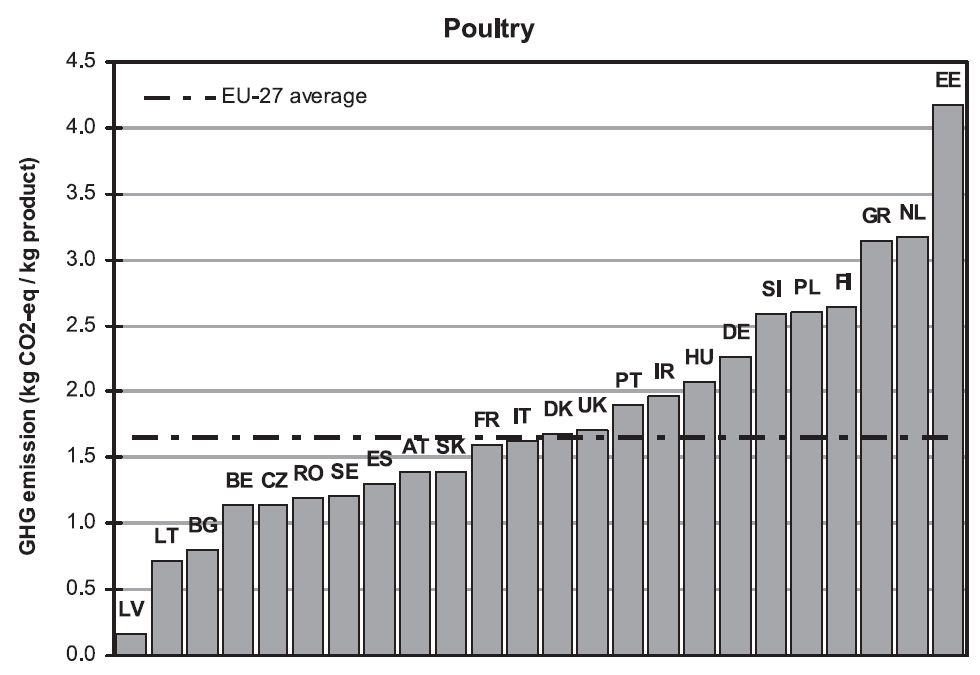 Poultry
GHG emission (kg CO2-eq / kg product)
4.5
4.0
3.5
3.0
2.5
2.0
1.5
1.0
0.5
0.0
EU-27 average
LV
LT
BG
BE
CZ
RO
SE
ES
AT
SK
FR
IT
DK
UK
PT
IR
HU
DE
SI
PL
FI
GR
NL
EE